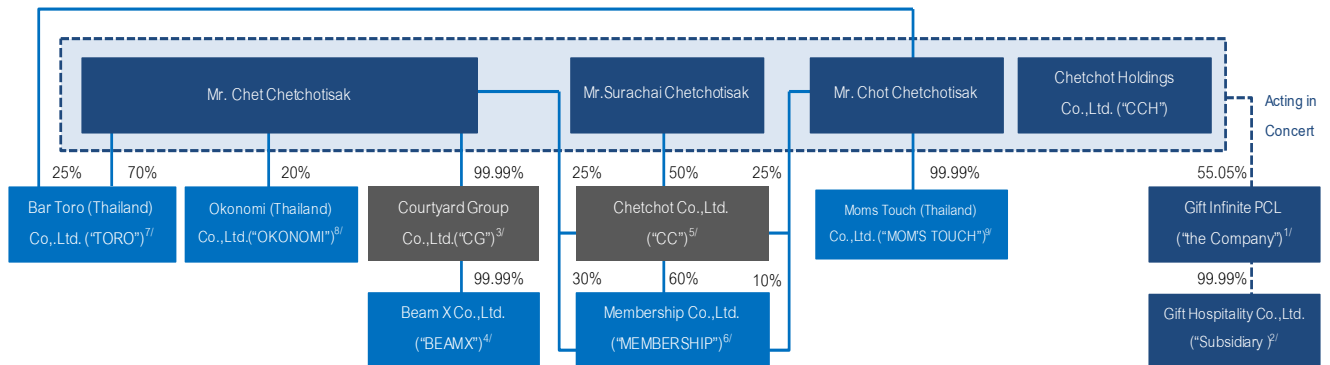 Mr. Chet Chetchotisak
Mr.Surachai Chetchotisak
Mr. Chot Chetchotisak
Chetchot Holdings
Co.,Ltd. ("CCH")
Acting in
Concert
25%
70%
20%
99.99%
25%
50%
25%
99.99%
55.05%
Bar Toro (Thailand)
Co,.Ltd. ("TORO")7/
Okonomi (Thailand)
Co.,Ltd.("OKONOMI")8/
Courtyard Group
Co.,Ltd.("CG")3/
Chetchot Co.,Ltd.
("CC")5/
Moms Touch (Thailand)
Co.,Ltd. ("MOM'S TOUCH")9/
Gift Infinite PCL
("the Company")1/
99.99%
30%
60%
10%
99.99%
Beam X Co.,Ltd.
("BEAMX")4/
Membership Co.,Ltd.
("MEMBERSHIP")6/
Gift Hospitality Co.,Ltd.
("Subsidiary )2/